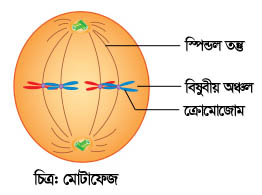 স্পিন্ডল তন্তু
বিষুবীয় অঞ্চল
ক্রোমোজোম
চিত্র: মোটাফেজ